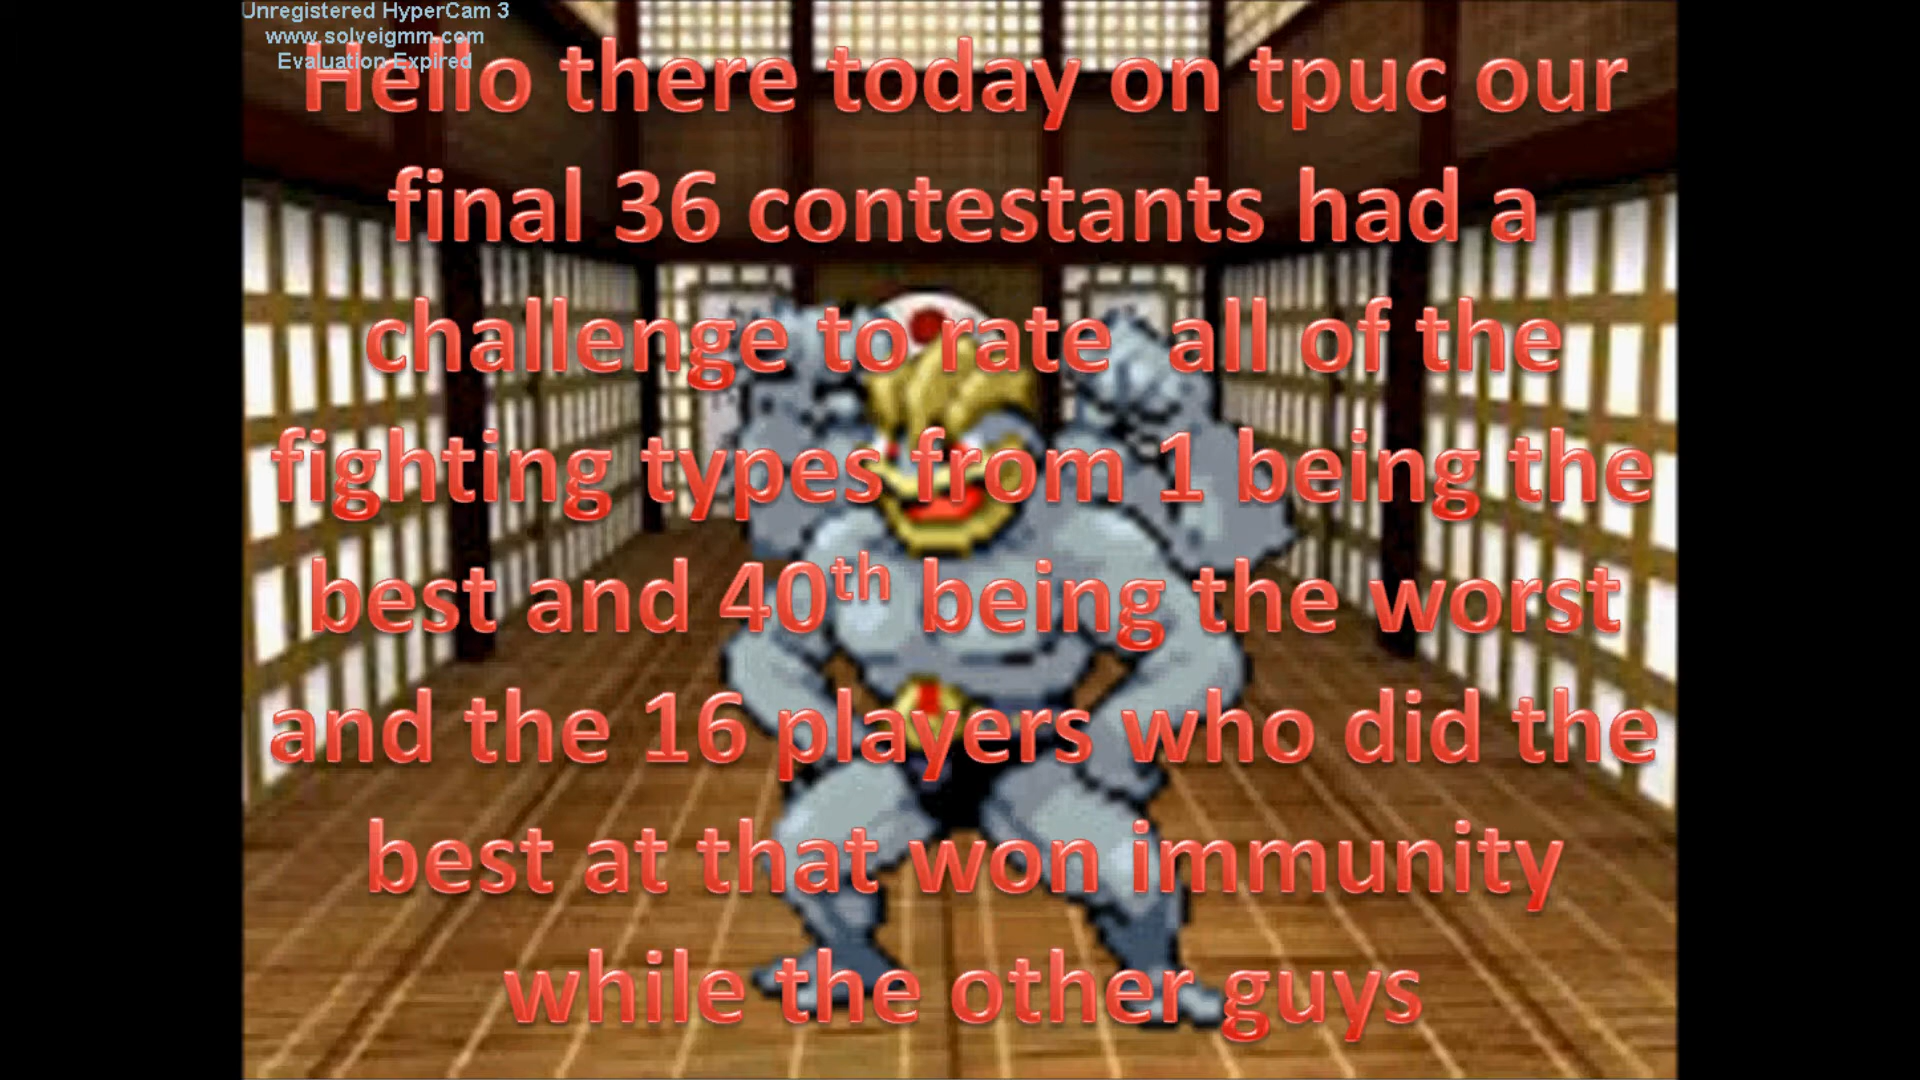 Unregistered HyperCam 3
www.solveigmm.com
Evaluation Expired
Hello there today on tpuc our
final 36 contestants had a
challenge to rate  all of the
fighting types from 1 being the
best and 40th being the worst
and the 16 players who did the
best at that won immunity
while the other guys